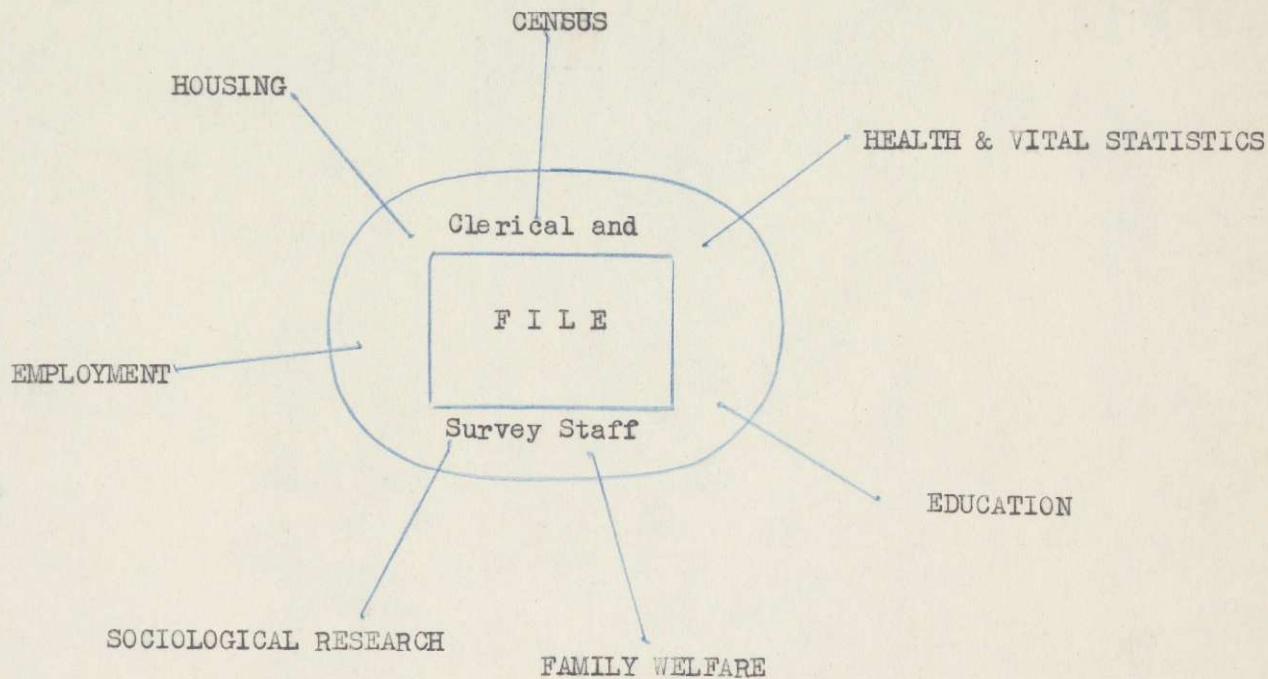 CENSUS
HOUSING
HEALTH & VITAL STATISTICS
Clerical and
F I L E
EMPLOYMENT
Survey Staff
EDUCATION
SOCIOLOGICAL RESEARCH
FAMILY WELFARE